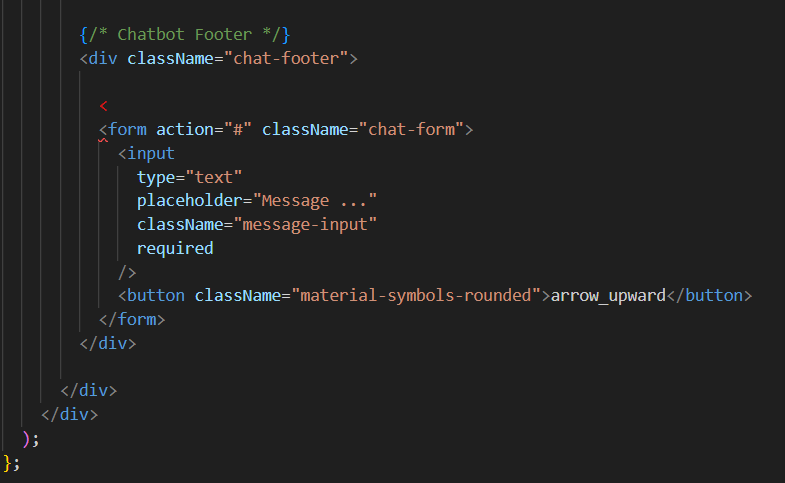 {/* Chatbot Footer */}
<div className="chat-footer">
<
<form action="#" className="chat-form">
<input
type="text"
placeholder="Message ..."
className="message-input"
required
/>
<button className="material-symbols-rounded">arrow_upward</button>
</form>
</div>
</div>
</div>
);
};